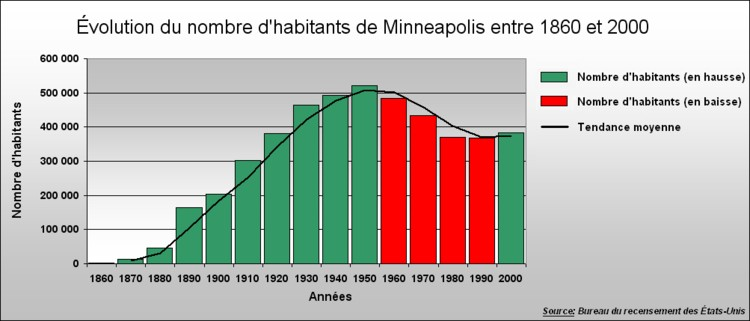 Évolution du nombre d'habitants de Minneapolis entre 1860 et 2000
Nombre d'habitants
600 000
500 000
400 000
300 000
200 000
100 000
0
1860 1870 1880 1890 1900 1910 1920 1930 1940 1950 1960 1970 1980 1990 2000
Années
Nombre d'habitants (en hausse)
Nombre d'habitants (en baisse)
Tendance moyenne
Source: Bureau du recensement des États-Unis